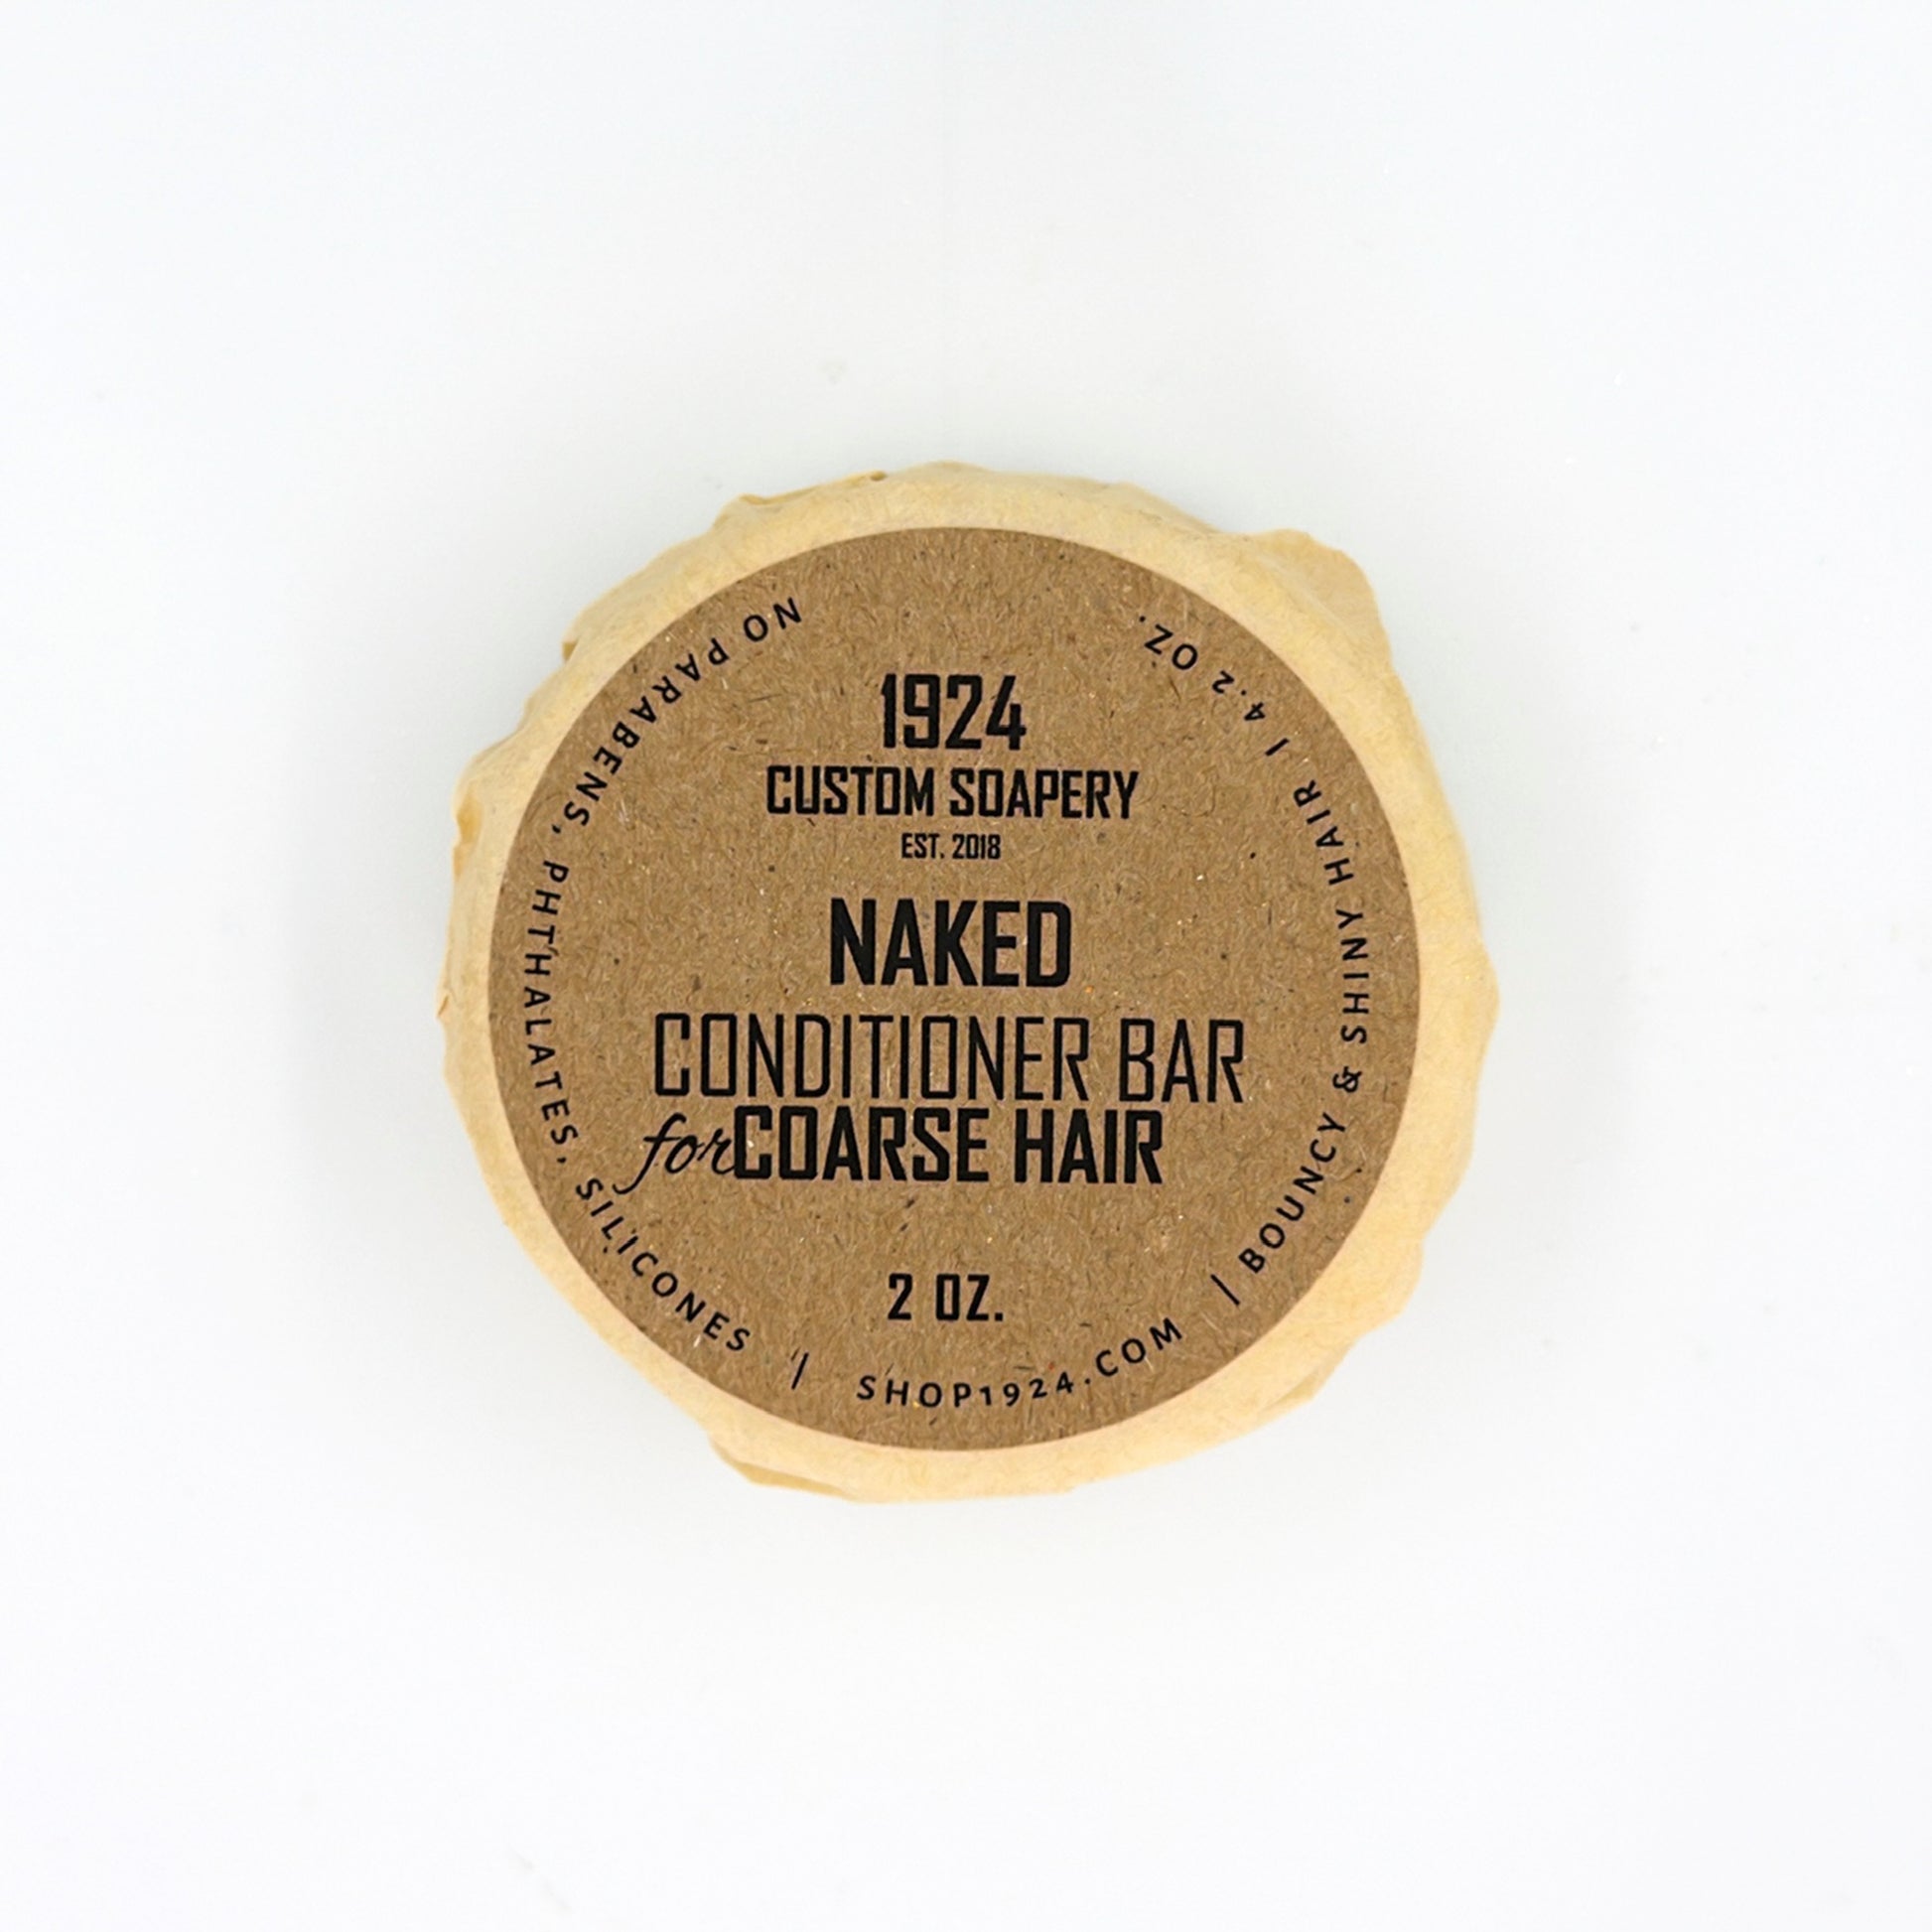 1924
CUSTOM SOAPERY
EST. 2018
NAKED
CONDITIONER BAR
for COARSE HAIR
2 OZ.
NO PARABENS, PHTHALATES, SILICONES | SHOP1924.COM | BOUNCY & SHINY HAIR | 4.2 OZ.